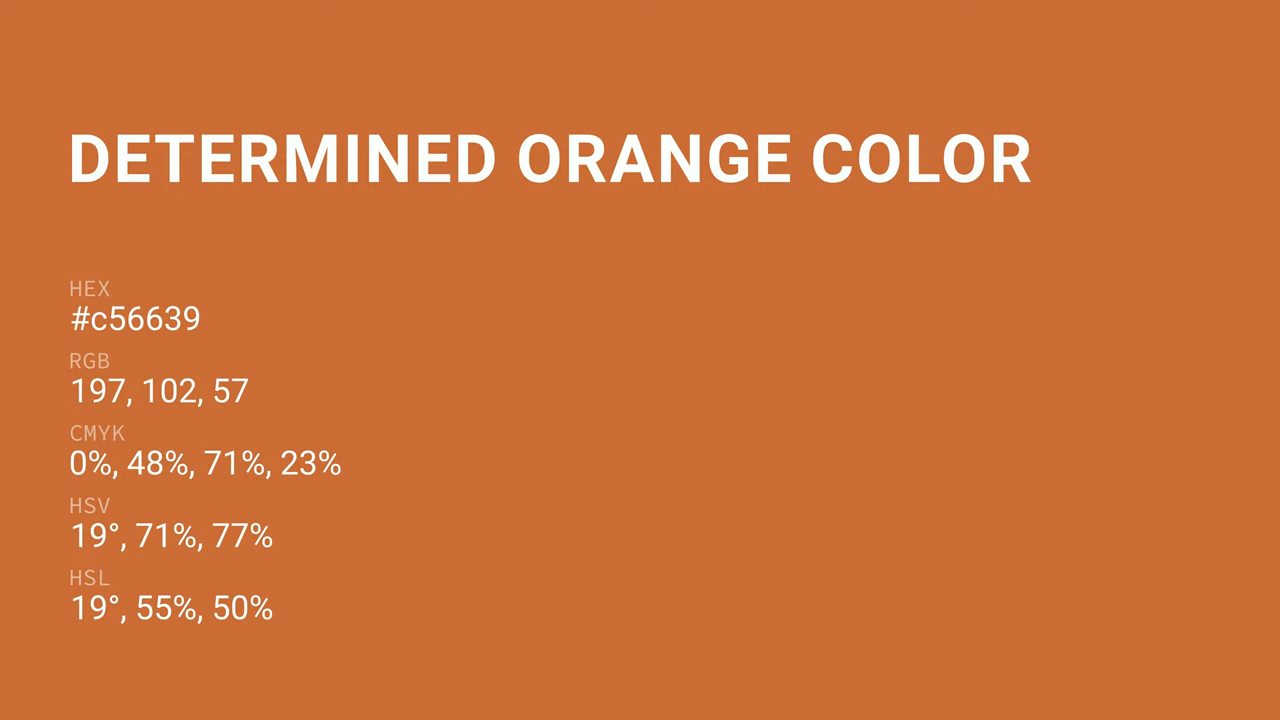 DETERMINED ORANGE COLOR
HEX
#c56639
RGB
197, 102, 57
CMYK
0%, 48%, 71%, 23%
HSV
19°, 71%, 77%
HSL
19°, 55%, 50%